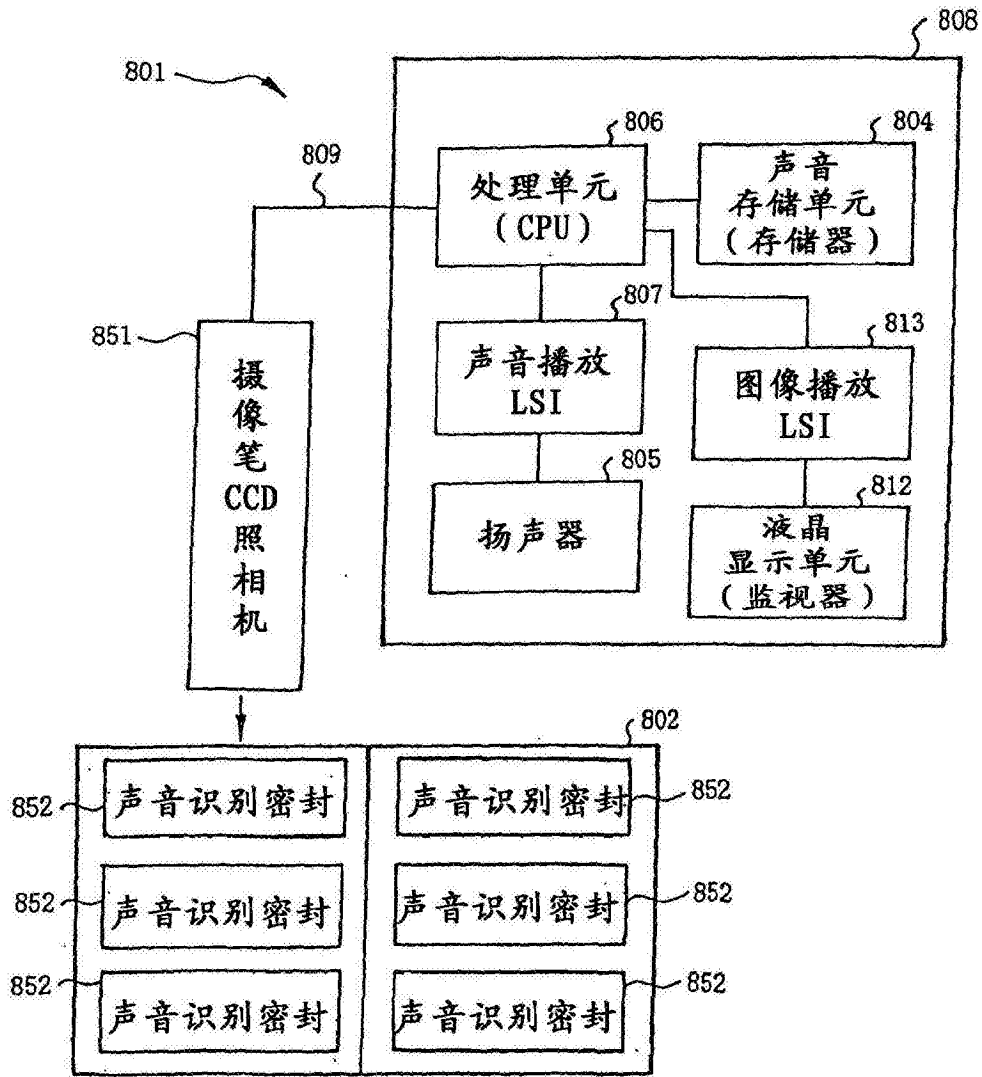 808
801
806
804
809
处理单元
(CPU)
声音
存储单元
(存储器)
807
813
851
声音播放
LSI
图像播放
LSI
摄
像
笔
CCD
照
相
机
805
812
扬声器
液晶
显示单元
(监视器)
802
852
声音识别密封
声音识别密封
852
852
声音识别密封
声音识别密封
852
852
声音识别密封
声音识别密封
852